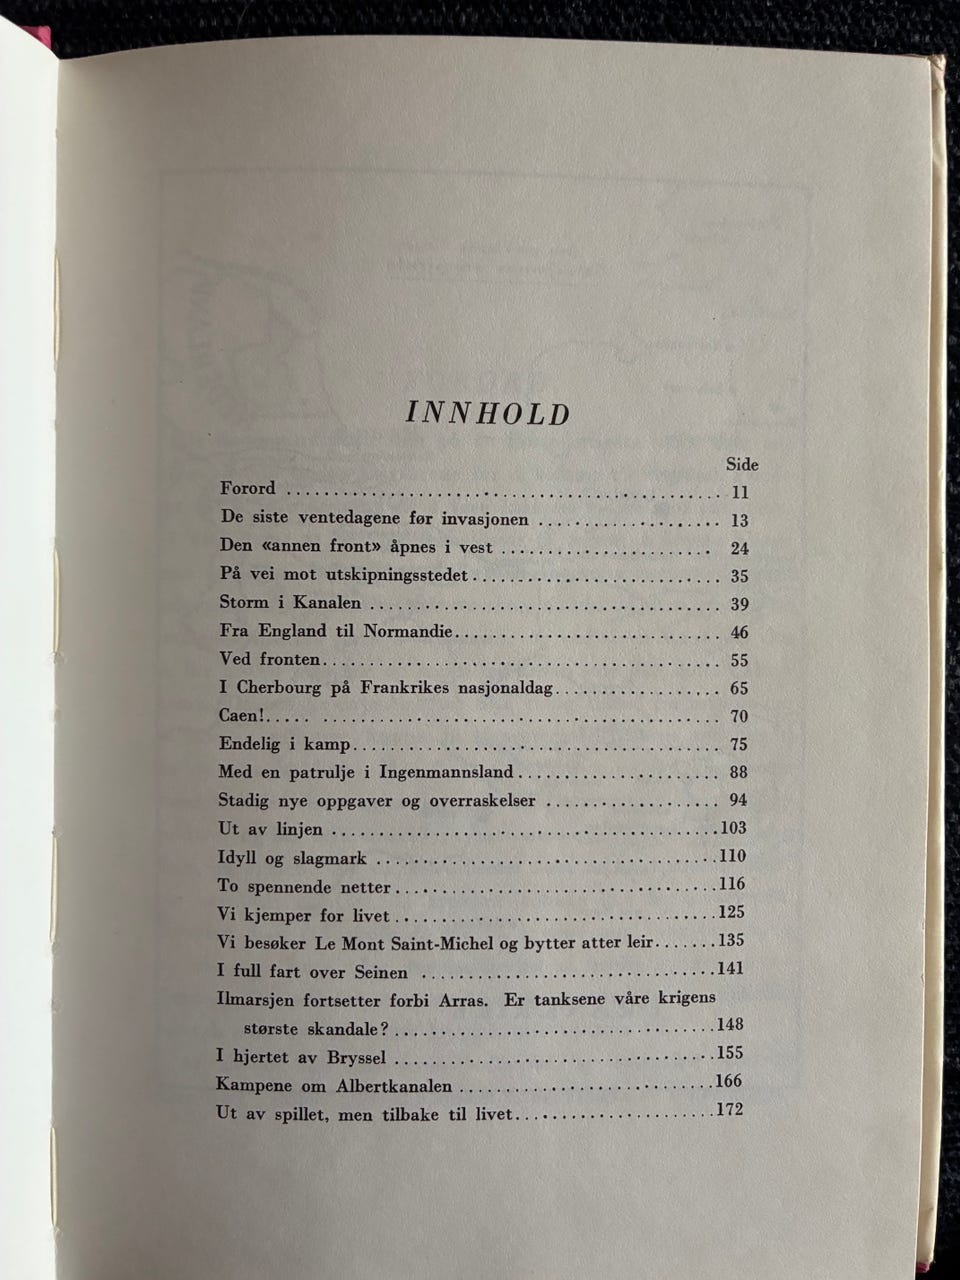 INNHOLD
Side
Forord ........................................ 11
De siste ventedagene før invasjonen .................... 13
Den «annen front» åpnes i vest ....................... 24
På vei mot utskipningsstedet........................... 35
Storm i Kanalen ...................................... 39
Fra England til Normandie............................. 46
Ved fronten........................................... 55
I Cherbourg på Frankrikes nasjonaldag.................. 65
Caen!..... ........................................... 70
Endelig i kamp........................................ 75
Med en patrulje i Ingenmannsland...................... 88
Stadig nye oppgaver og overraskelser ................... 94
Ut av linjen .........................................103
Idyll og slagmark ....................................110
To spennende netter...................................116
Vi kjemper for livet..................................125
Vi besøker Le Mont Saint-Michel og bytter atter leir.......135
I full fart over Seinen ................................141
Ilmarsjen fortsetter forbi Arras. Er tanksene våre krigens
største skandale?..................................148
I hjertet av Bryssel ..................................155
Kampene om Albertkanalen ...........................166
Ut av spillet, men tilbake til livet......................172